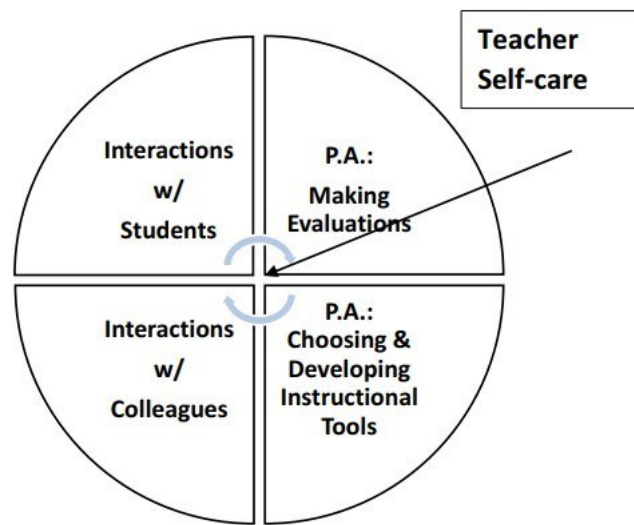 Teacher
Self-care
Interactions
w/
Students
P.A.:
Making
Evaluations
Interactions
w/
Colleagues
P.A.:
Choosing &
Developing
Instructional
Tools